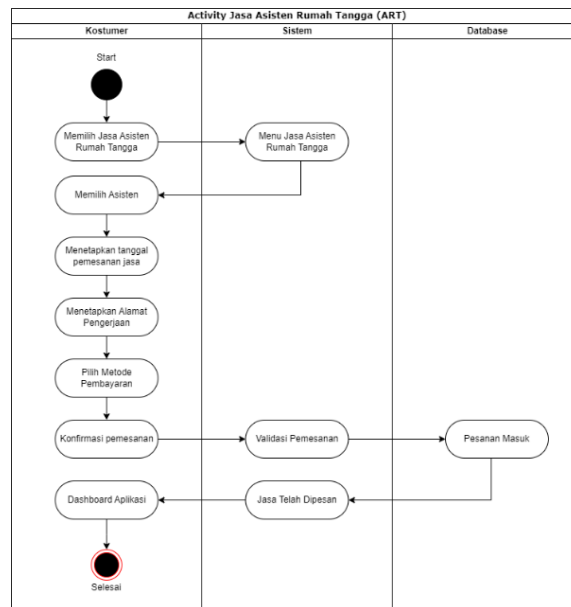 Activity Jasa Asisten Rumah Tangga (ART)
Kostumer
Sistem
Database
Start
Memilih Jasa Asisten
Rumah Tangga
Menu Jasa Asisten
Rumah Tangga
Memilih Asisten
Menetapkan tanggal
pemesanan jasa
Menetapkan Alamat
Pengerjaan
Pilih Metode
Pembayaran
Konfirmasi pemesanan
Validasi Pemesanan
Pesanan Masuk
Dashboard Aplikasi
Jasa Telah Dipesan
Selesai